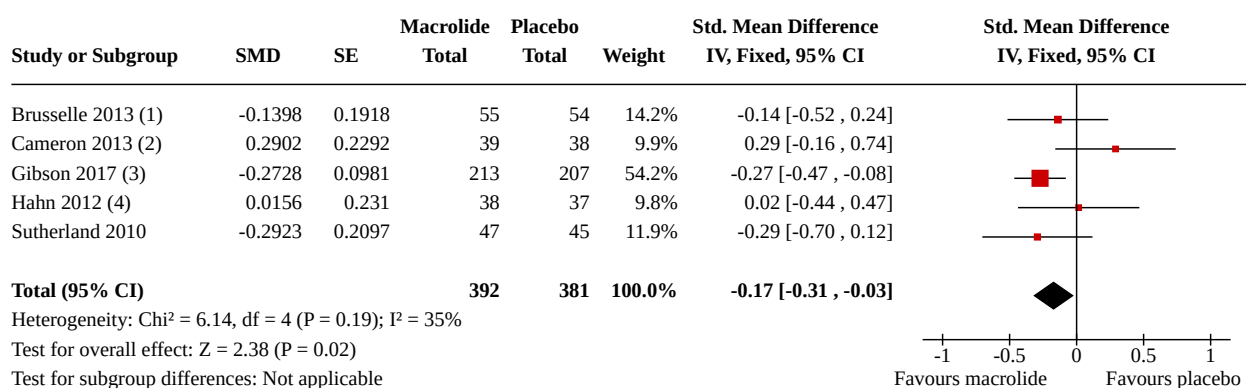 Macrolide Placebo Std. Mean Difference Std. Mean Difference
Study or Subgroup SMD SE Total Total Weight IV, Fixed, 95% CI IV, Fixed, 95% CI
Brusselle 2013 (1) -0.1398 0.1918 55 54 14.2% -0.14 [-0.52 , 0.24]
Cameron 2013 (2) 0.2902 0.2292 39 38 9.9% 0.29 [-0.16 , 0.74]
Gibson 2017 (3) -0.2728 0.0981 213 207 54.2% -0.27 [-0.47 , -0.08]
Hahn 2012 (4) 0.0156 0.231 38 37 9.8% 0.02 [-0.44 , 0.47]
Sutherland 2010 -0.2923 0.2097 47 45 11.9% -0.29 [-0.70 , 0.12]
Total (95% CI) 392 381 100.0% -0.17 [-0.31 , -0.03]
Heterogeneity: Chi² = 6.14, df = 4 (P = 0.19); I² = 35%
Test for overall effect: Z = 2.38 (P = 0.02)
-1 -0.5 0 0.5 1
Test for subgroup differences: Not applicable Favours macrolide Favours placebo